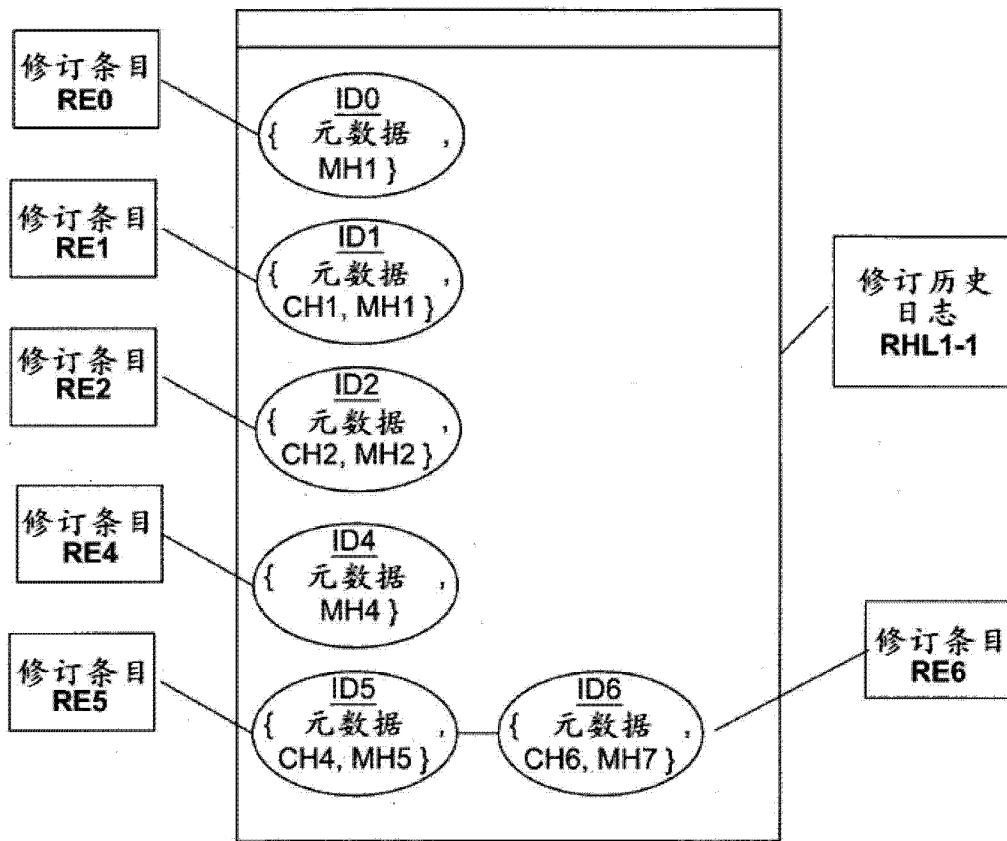 修订条目
RE0
ID0
{ 元数据 ,
MH1 }
修订条目
RE1
ID1
{ 元数据 ,
CH1, MH1 }
修订历史
日志
RHL1-1
修订条目
RE2
ID2
{ 元数据 ,
CH2, MH2 }
修订条目
RE4
ID4
{ 元数据 ,
MH4 }
修订条目
RE5
ID5
{ 元数据 ,
CH4, MH5 }
ID6
{ 元数据 ,
CH6, MH7 }
修订条目
RE6